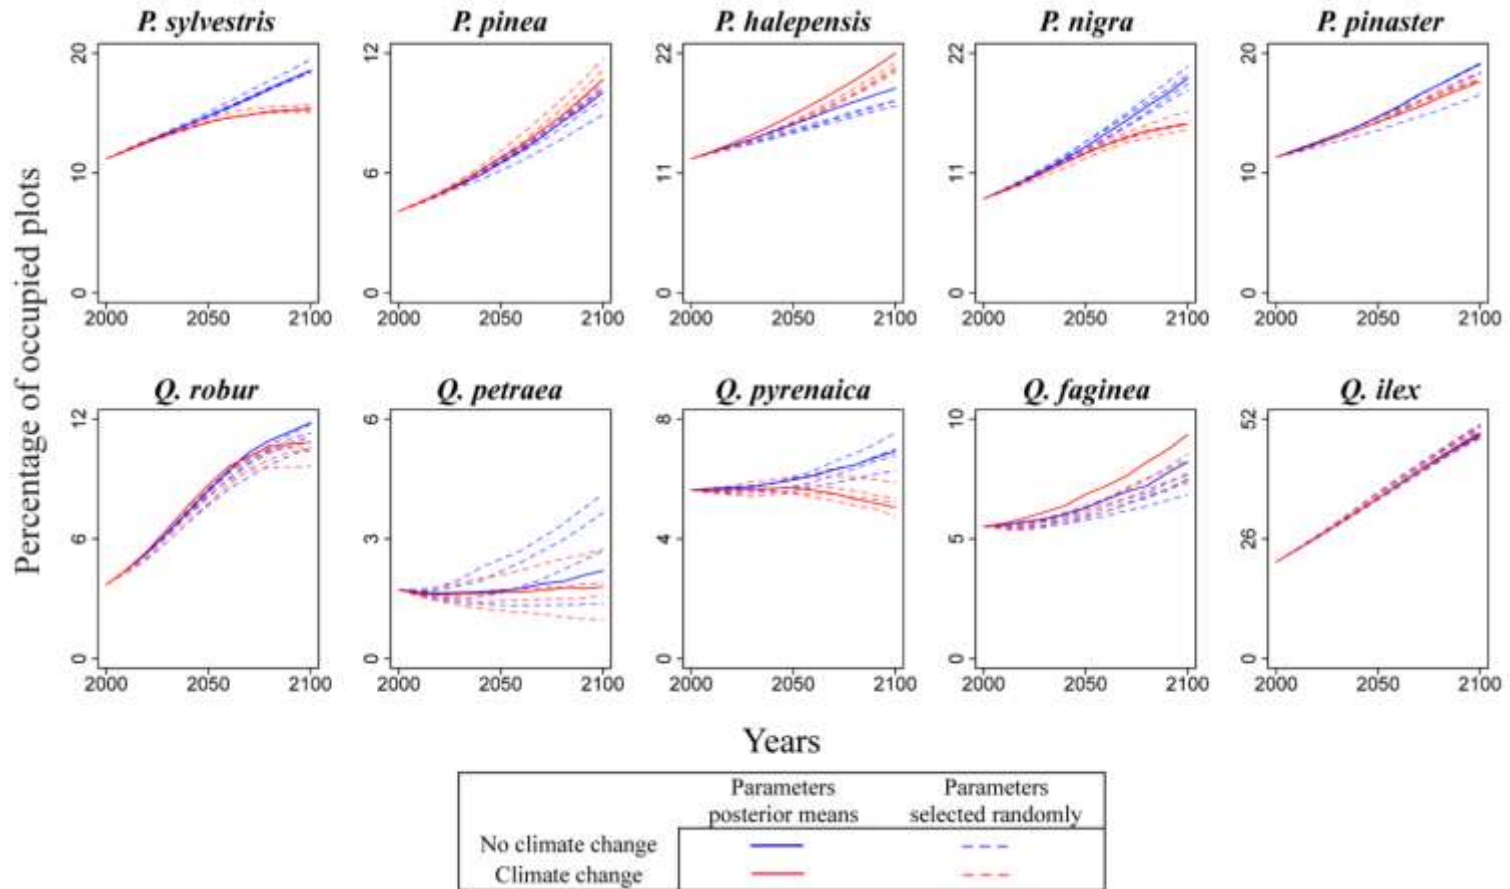 P. sylvestris P. pinea P. halepensis P. nigra P. pinaster
20 12 22 22 20
10 6 11 11 10
0 0 0 0 0
2000 2050 2100 2000 2050 2100 2000 2050 2100 2000 2050 2100 2000 2050 2100
Percentage of occupied plots
Q. robur Q. petraea Q. pyrenaica Q. faginea Q. ilex
12 6 8 10 52
6 3 4 5 26
0 0 0 0 0
2000 2050 2100 2000 2050 2100 2000 2050 2100 2000 2050 2100 2000 2050 2100
Years
Parameters Parameters
posterior means selected randomly
No climate change
Climate change